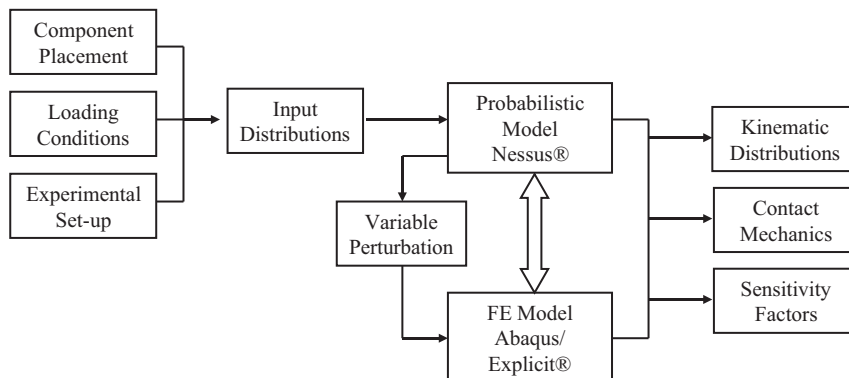 Component
Placement
Loading
Conditions
Experimental
Set-up
Input
Distributions
Probabilistic
Model
Nessus®
Variable
Perturbation
FE Model
Abaqus/
Explicit®
Kinematic
Distributions
Contact
Mechanics
Sensitivity
Factors